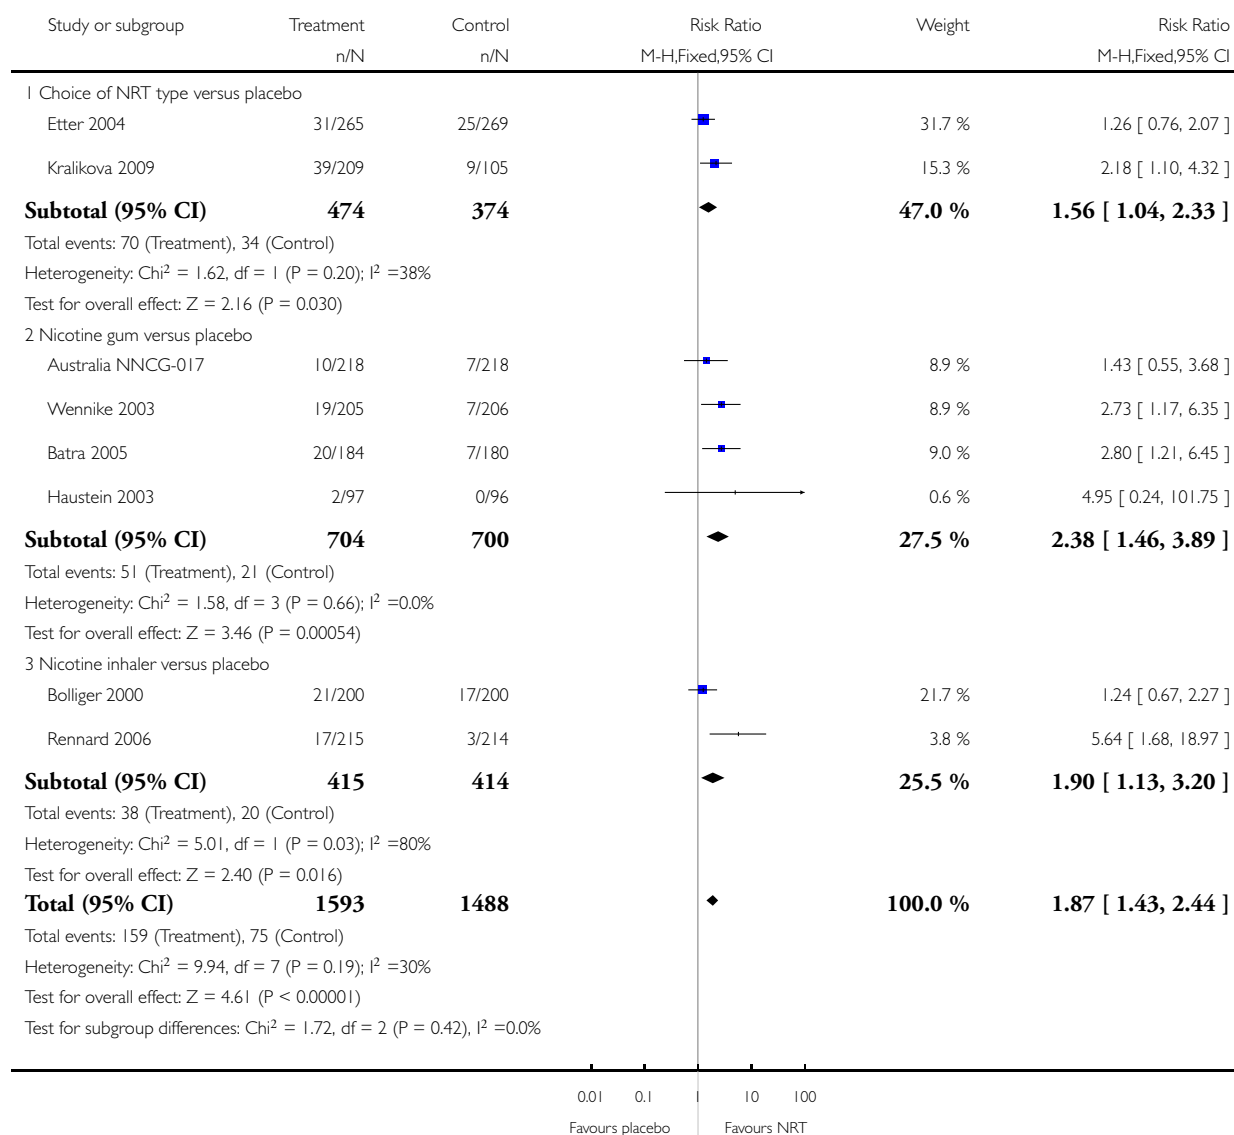 Study or subgroup Treatment Control Risk Ratio Weight Risk Ratio
n/N n/N M-H,Fixed,95% CI M-H,Fixed,95% CI
1 Choice of NRT type versus placebo
Etter 2004 31/265 25/269 31.7 % 1.26 [ 0.76, 2.07 ]
Kralikova 2009 39/209 9/105 15.3 % 2.18 [ 1.10, 4.32 ]
Subtotal (95% CI) 474 374 47.0 % 1.56 [ 1.04, 2.33 ]
Total events: 70 (Treatment), 34 (Control)
Heterogeneity: Chi² = 1.62, df = 1 (P = 0.20); I² =38%
Test for overall effect: Z = 2.16 (P = 0.030)
2 Nicotine gum versus placebo
Australia NNCG-017 10/218 7/218 8.9 % 1.43 [ 0.55, 3.68 ]
Wennike 2003 19/205 7/206 8.9 % 2.73 [ 1.17, 6.35 ]
Batra 2005 20/184 7/180 9.0 % 2.80 [ 1.21, 6.45 ]
Haustein 2003 2/97 0/96 0.6 % 4.95 [ 0.24, 101.75 ]
Subtotal (95% CI) 704 700 27.5 % 2.38 [ 1.46, 3.89 ]
Total events: 51 (Treatment), 21 (Control)
Heterogeneity: Chi² = 1.58, df = 3 (P = 0.66); I² =0.0%
Test for overall effect: Z = 3.46 (P = 0.00054)
3 Nicotine inhaler versus placebo
Bolliger 2000 21/200 17/200 21.7 % 1.24 [ 0.67, 2.27 ]
Rennard 2006 17/215 3/214 3.8 % 5.64 [ 1.68, 18.97 ]
Subtotal (95% CI) 415 414 25.5 % 1.90 [ 1.13, 3.20 ]
Total events: 38 (Treatment), 20 (Control)
Heterogeneity: Chi² = 5.01, df = 1 (P = 0.03); I² =80%
Test for overall effect: Z = 2.40 (P = 0.016)
Total (95% CI) 1593 1488 100.0 % 1.87 [ 1.43, 2.44 ]
Total events: 159 (Treatment), 75 (Control)
Heterogeneity: Chi² = 9.94, df = 7 (P = 0.19); I² =30%
Test for overall effect: Z = 4.61 (P < 0.00001)
Test for subgroup differences: Chi² = 1.72, df = 2 (P = 0.42), I² =0.0%
0.01 0.1 1 10 100
Favours placebo Favours NRT